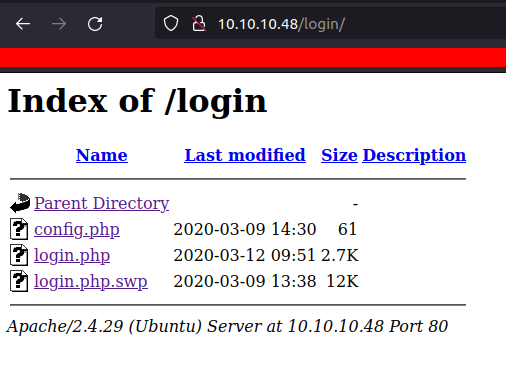 10.10.10.48/login/
Index of /login
Name Last modified Size Description
Parent Directory -
config.php 2020-03-09 14:30 61
login.php 2020-03-12 09:51 2.7K
login.php.swp 2020-03-09 13:38 12K
Apache/2.4.29 (Ubuntu) Server at 10.10.10.48 Port 80